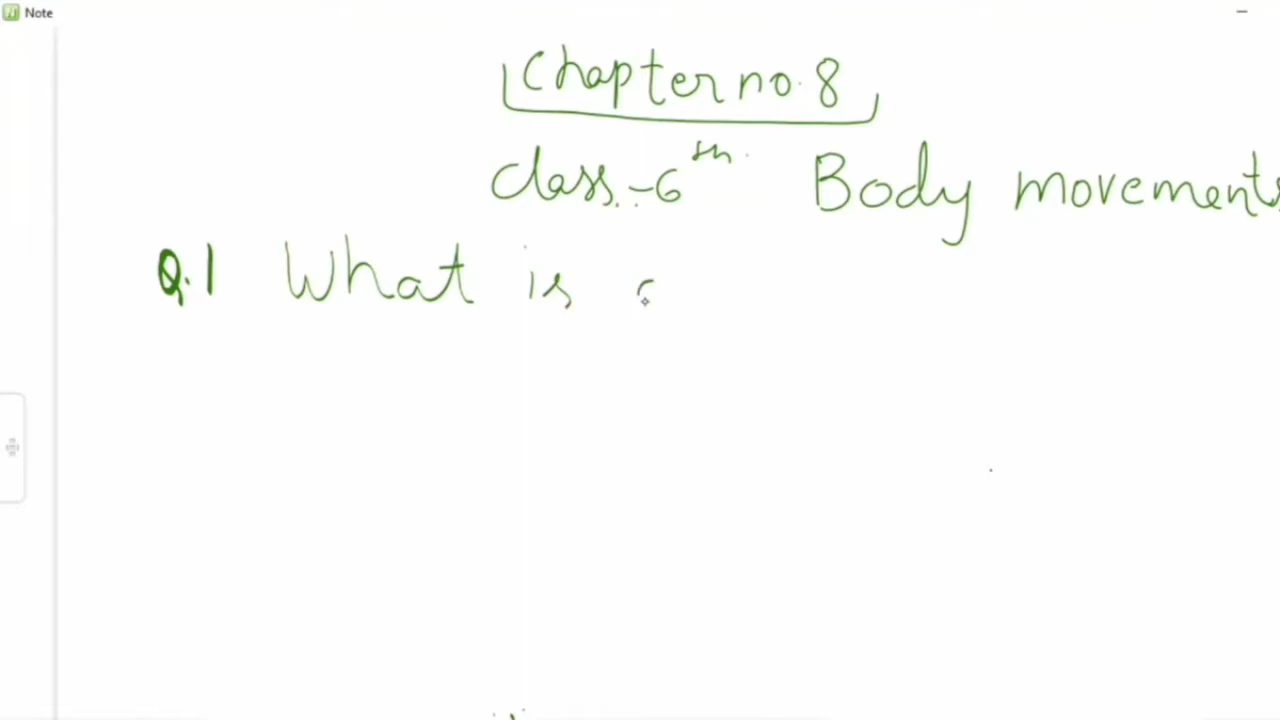 Note
Chapter no. 8
Class :- 6th Body movements
Q.1 What is